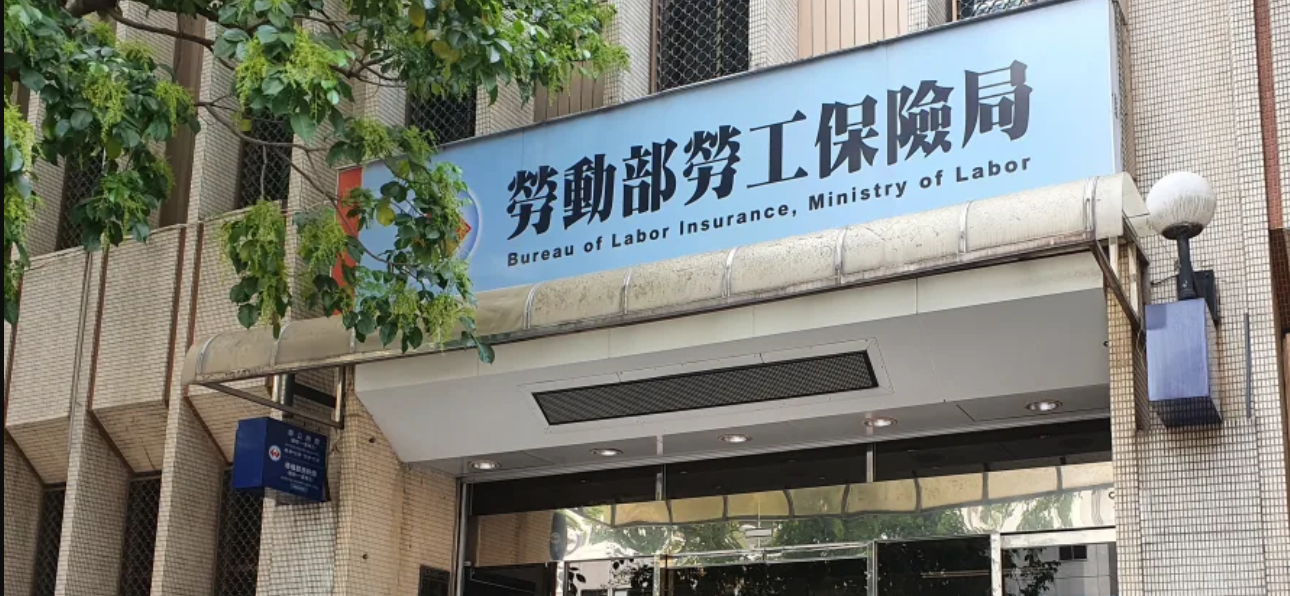 勞動部勞工保險局
Bureau of Labor Insurance, Ministry of Labor